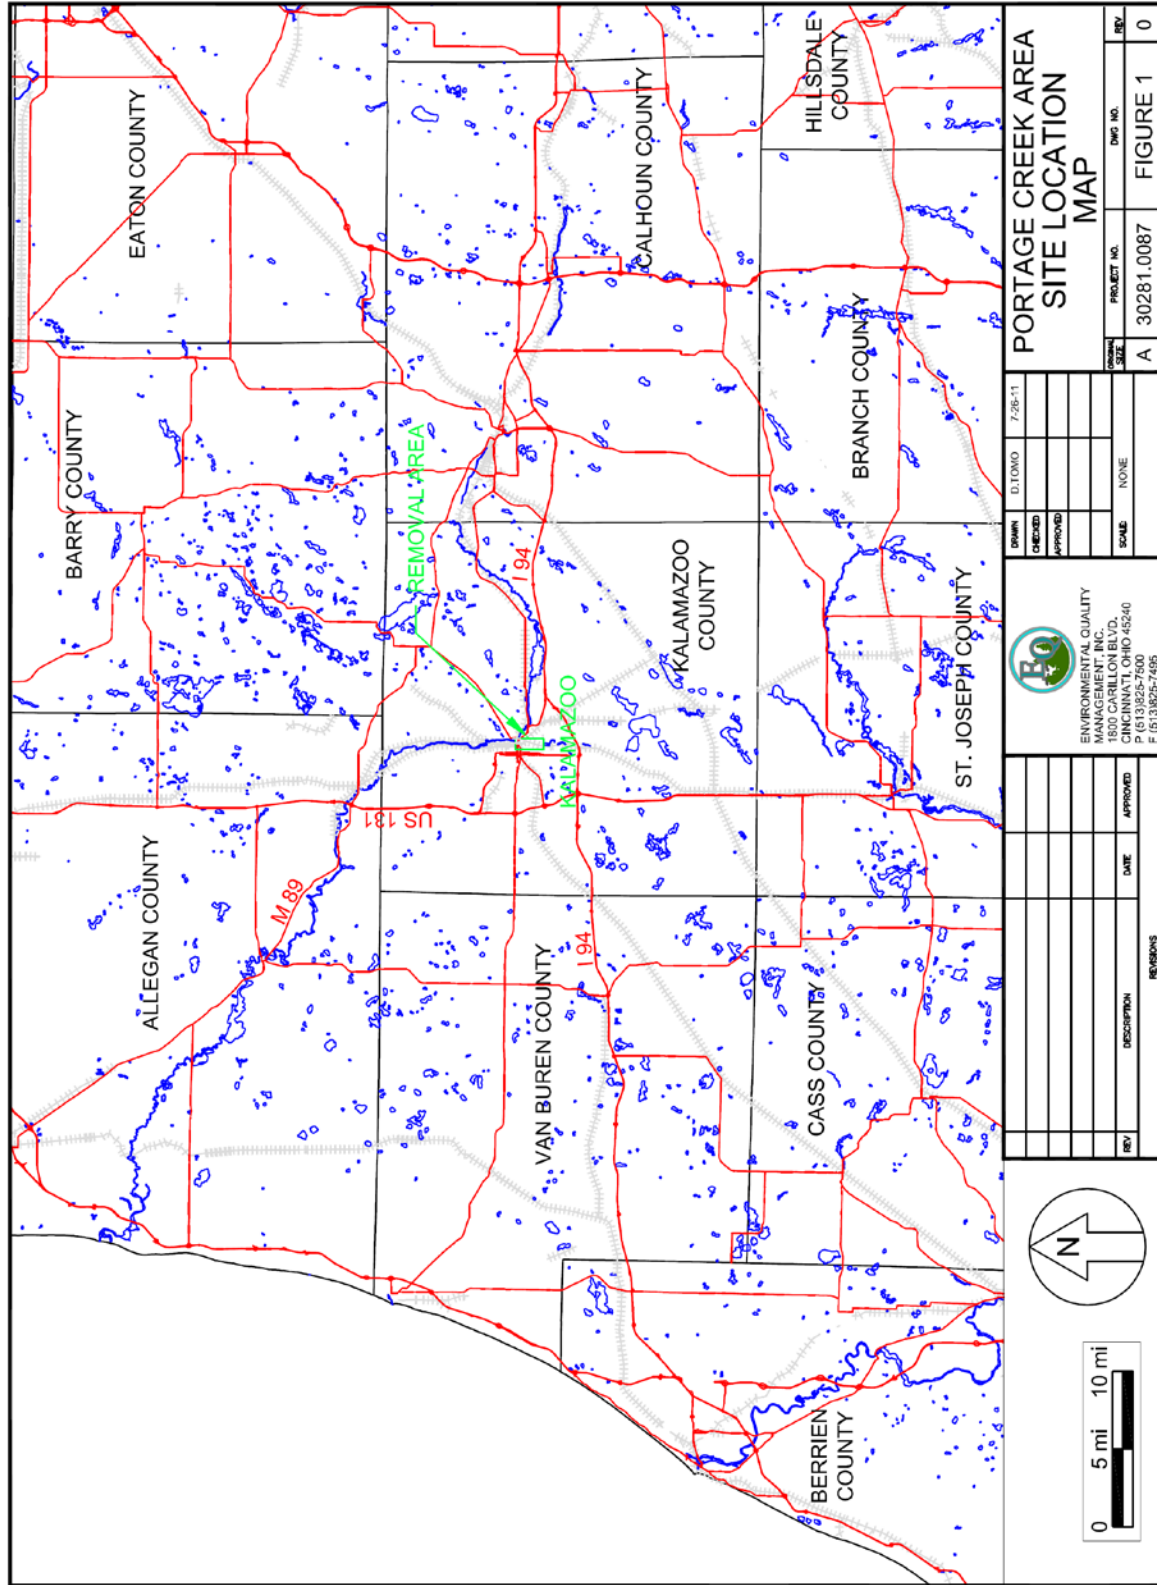 EATON COUNTY
BARRY COUNTY
ALLEGAN COUNTY
M 89
US 131
REMOVAL AREA
CALHOUN COUNTY
I 94
KALAMAZOO
KALAMAZOO
COUNTY
VAN BUREN COUNTY
I 94
HILLSDALE
COUNTY
BRANCH COUNTY
ST. JOSEPH COUNTY
CASS COUNTY
BERRIEN
COUNTY
0 5 mi 10 mi
N
REV
DESCRIPTION
DATE
APPROVED
REVISIONS
EQ
ENVIRONMENTAL QUALITY
MANAGEMENT, INC.
1800 CARILLON BLVD.
CINCINNATI, OHIO 45240
P (513)825-7500
F (513)825-7495
DRAWN D.TOMO 7-26-11
CHECKED
APPROVED
SCALE NONE
PORTAGE CREEK AREA
SITE LOCATION
MAP
ORIGINAL
SIZE
A
PROJECT NO.
30281.0087
DWG NO.
FIGURE 1
REV
0